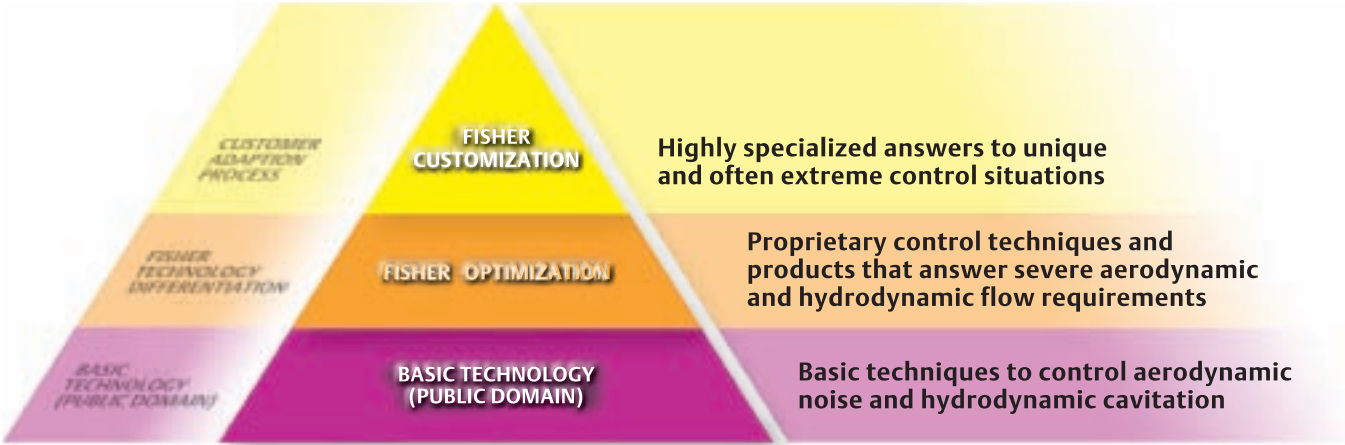 CUSTOMER
ADAPTION
PROCESS
FISHER
CUSTOMIZATION
Highly specialized answers to unique
and often extreme control situations
FISHER
TECHNOLOGY
DIFFERENTIATION
FISHER OPTIMIZATION
Proprietary control techniques and
products that answer severe aerodynamic
and hydrodynamic flow requirements
BASIC
TECHNOLOGY
(PUBLIC DOMAIN)
BASIC TECHNOLOGY
(PUBLIC DOMAIN)
Basic techniques to control aerodynamic
noise and hydrodynamic cavitation